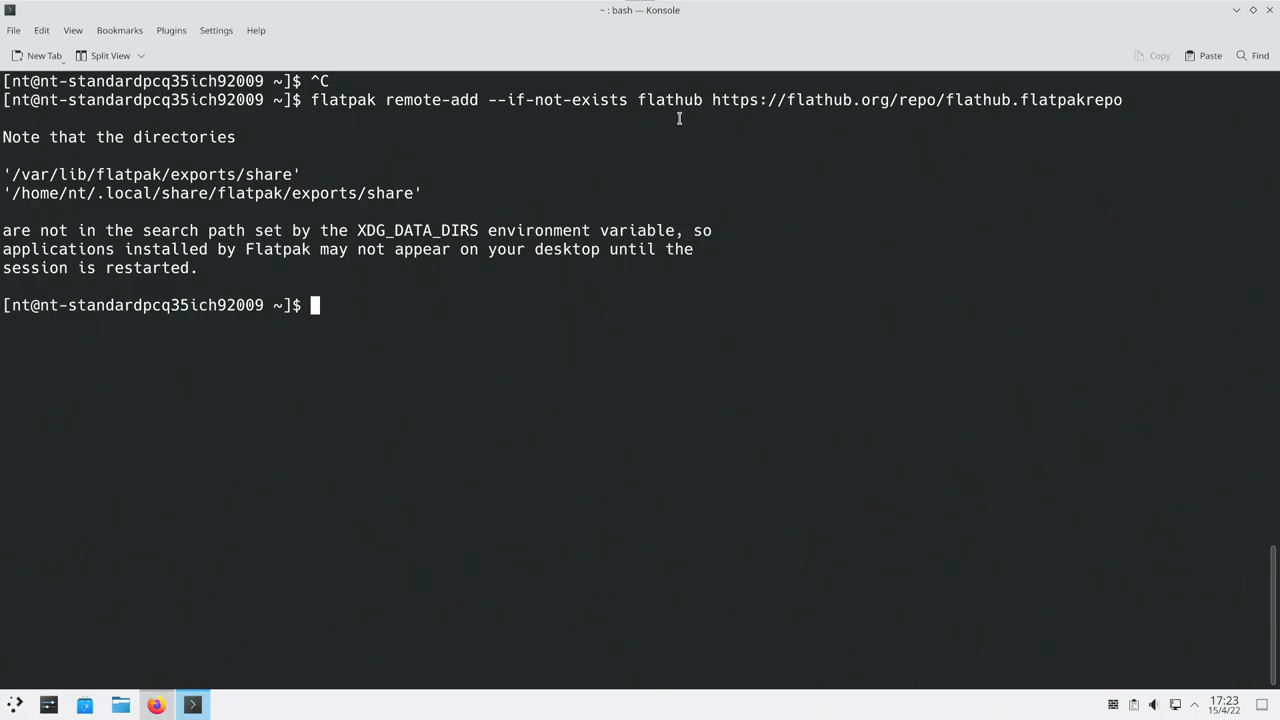 ~ : bash — Konsole
File Edit View Bookmarks Plugins Settings Help
New Tab Split View Copy Paste Find
[nt@nt-standardpcq35ich92009 ~]$ ^C
[nt@nt-standardpcq35ich92009 ~]$ flatpak remote-add --if-not-exists flathub https://flathub.org/repo/flathub.flatpakrepo
Note that the directories
'/var/lib/flatpak/exports/share'
'/home/nt/.local/share/flatpak/exports/share'
are not in the search path set by the XDG_DATA_DIRS environment variable, so
applications installed by Flatpak may not appear on your desktop until the
session is restarted.
[nt@nt-standardpcq35ich92009 ~]$
17:23
15/4/22